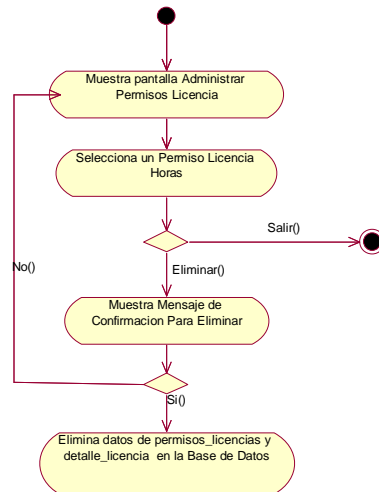 Muestra pantalla Administrar
Permisos Licencia
Selecciona un Permiso Licencia
Horas
Salir()
Eliminar()
No()
Muestra Mensaje de
Confirmacion Para Eliminar
Si()
Elimina datos de permisos_licencias y
detalle_licencia en la Base de Datos